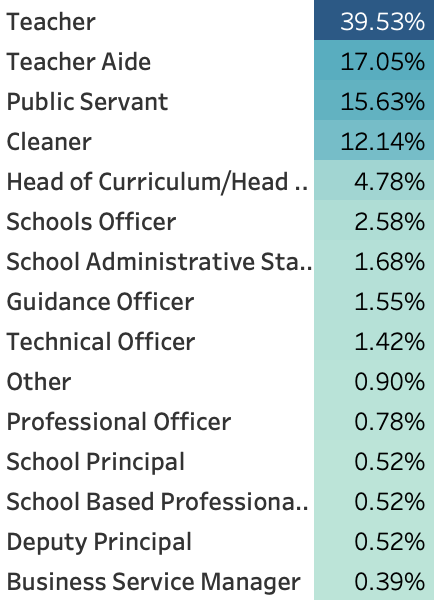 Teacher 39.53%
Teacher Aide 17.05%
Public Servant 15.63%
Cleaner 12.14%
Head of Curriculum/Head .. 4.78%
Schools Officer 2.58%
School Administrative Sta.. 1.68%
Guidance Officer 1.55%
Technical Officer 1.42%
Other 0.90%
Professional Officer 0.78%
School Principal 0.52%
School Based Professiona.. 0.52%
Deputy Principal 0.52%
Business Service Manager 0.39%